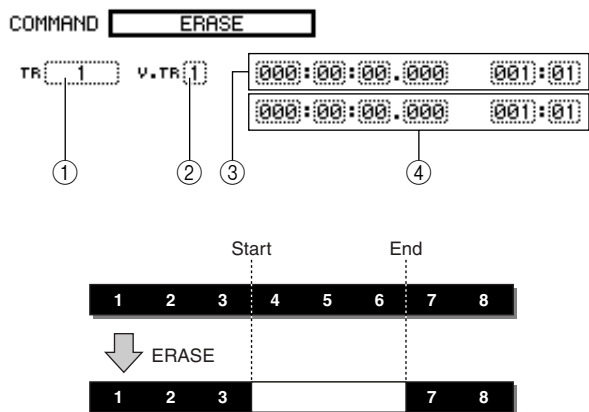 COMMAND ERASE
TR 1 V.TR 1 000:00:00.000 001:01
000:00:00.000 001:01
① ② ③ ④
Start End
1 2 3 4 5 6 7 8
ERASE
1 2 3 7 8